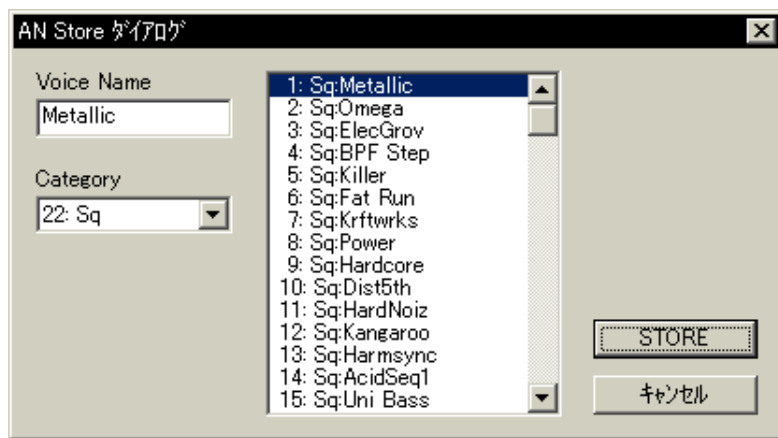 AN Store ﾀﾞｲｱﾛｸﾞ
Voice Name
Metallic
Category
22: Sq
1: Sq:Metallic
2: Sq:Omega
3: Sq:ElecGrov
4: Sq:BPF Step
5: Sq:Killer
6: Sq:Fat Run
7: Sq:Krftwrks
8: Sq:Power
9: Sq:Hardcore
10: Sq:Dist5th
11: Sq:HardNoiz
12: Sq:Kangaroo
13: Sq:Harmsync
14: Sq:AcidSeq1
15: Sq:Uni Bass
STORE
ｷｬﾝｾﾙ